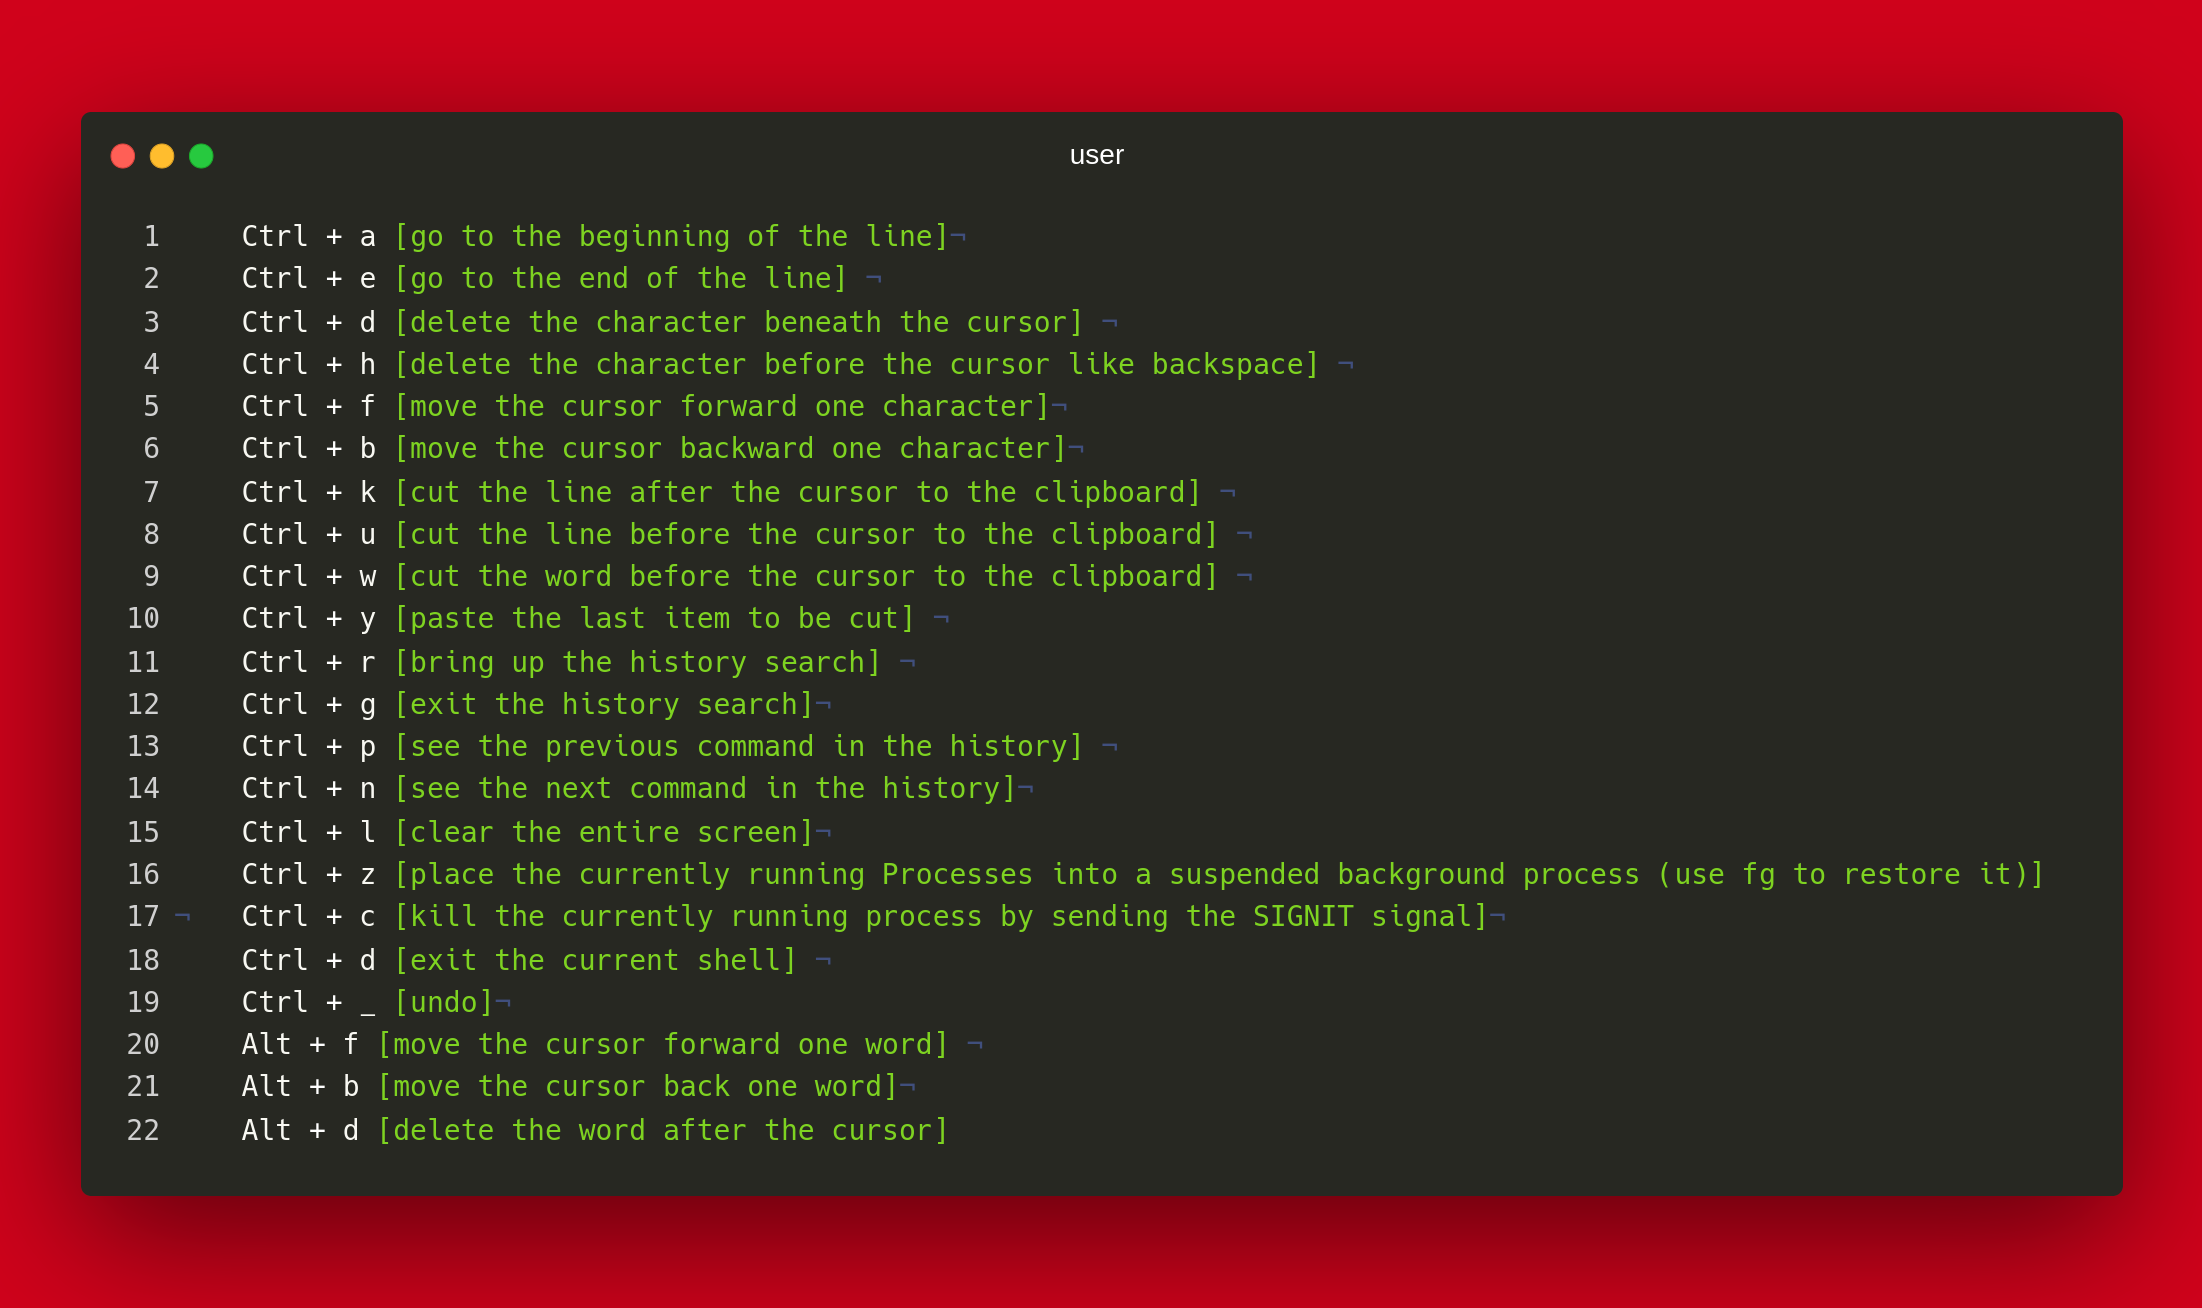 user
1 Ctrl + a [go to the beginning of the line]¬
2 Ctrl + e [go to the end of the line] ¬
3 Ctrl + d [delete the character beneath the cursor] ¬
4 Ctrl + h [delete the character before the cursor like backspace] ¬
5 Ctrl + f [move the cursor forward one character]¬
6 Ctrl + b [move the cursor backward one character]¬
7 Ctrl + k [cut the line after the cursor to the clipboard] ¬
8 Ctrl + u [cut the line before the cursor to the clipboard] ¬
9 Ctrl + w [cut the word before the cursor to the clipboard] ¬
10 Ctrl + y [paste the last item to be cut] ¬
11 Ctrl + r [bring up the history search] ¬
12 Ctrl + g [exit the history search]¬
13 Ctrl + p [see the previous command in the history] ¬
14 Ctrl + n [see the next command in the history]¬
15 Ctrl + l [clear the entire screen]¬
16 Ctrl + z [place the currently running Processes into a suspended background process (use fg to restore it)]
17 ¬ Ctrl + c [kill the currently running process by sending the SIGNIT signal]¬
18 Ctrl + d [exit the current shell] ¬
19 Ctrl + _ [undo]¬
20 Alt + f [move the cursor forward one word] ¬
21 Alt + b [move the cursor back one word]¬
22 Alt + d [delete the word after the cursor]